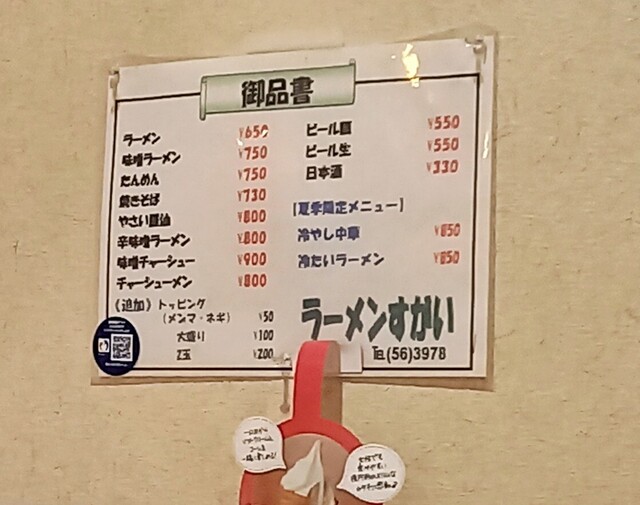 御品書
ラーメン ¥650
味噌ラーメン ¥750
たんめん ¥750
焼きそば ¥730
やさい醤油 ¥800
辛味噌ラーメン ¥800
味噌チャーシュー ¥900
チャーシューメン ¥800
《追加》トッピング
(メンマ・ネギ) ¥50
大盛り ¥100
2玉 ¥200
ビール ¥550
ビール生 ¥550
日本酒 ¥330
[夏季限定メニュー]
冷やし中華 ¥850
冷たいラーメン ¥850
ラーメンすがい
TEL(56)3978